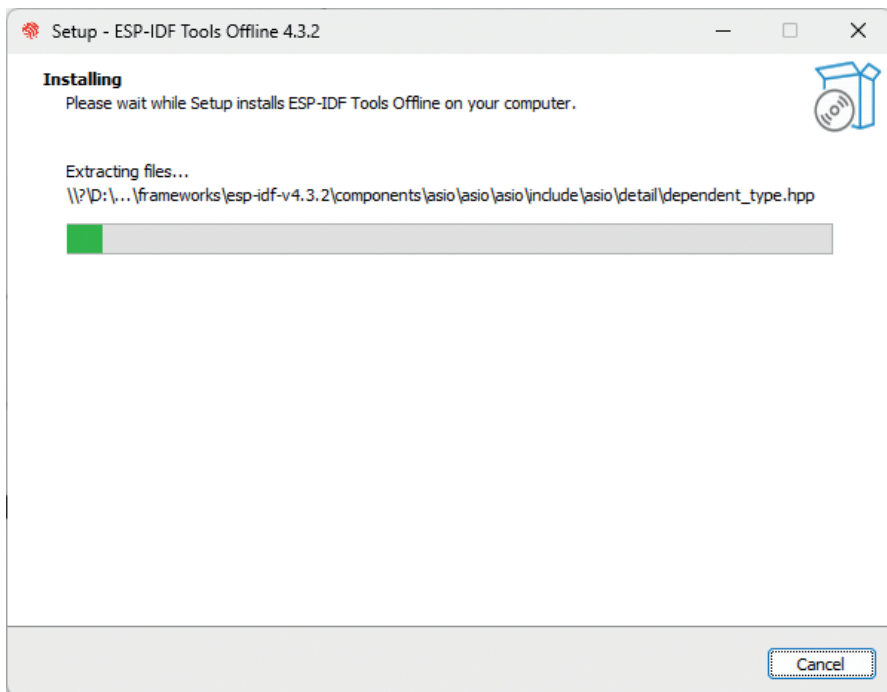 Setup - ESP-IDF Tools Offline 4.3.2
Installing
Please wait while Setup installs ESP-IDF Tools Offline on your computer.
Extracting files...
\\?\D:\...\frameworks\esp-idf-v4.3.2\components\asio\asio\asio\include\asio\detail\dependent_type.hpp
Cancel